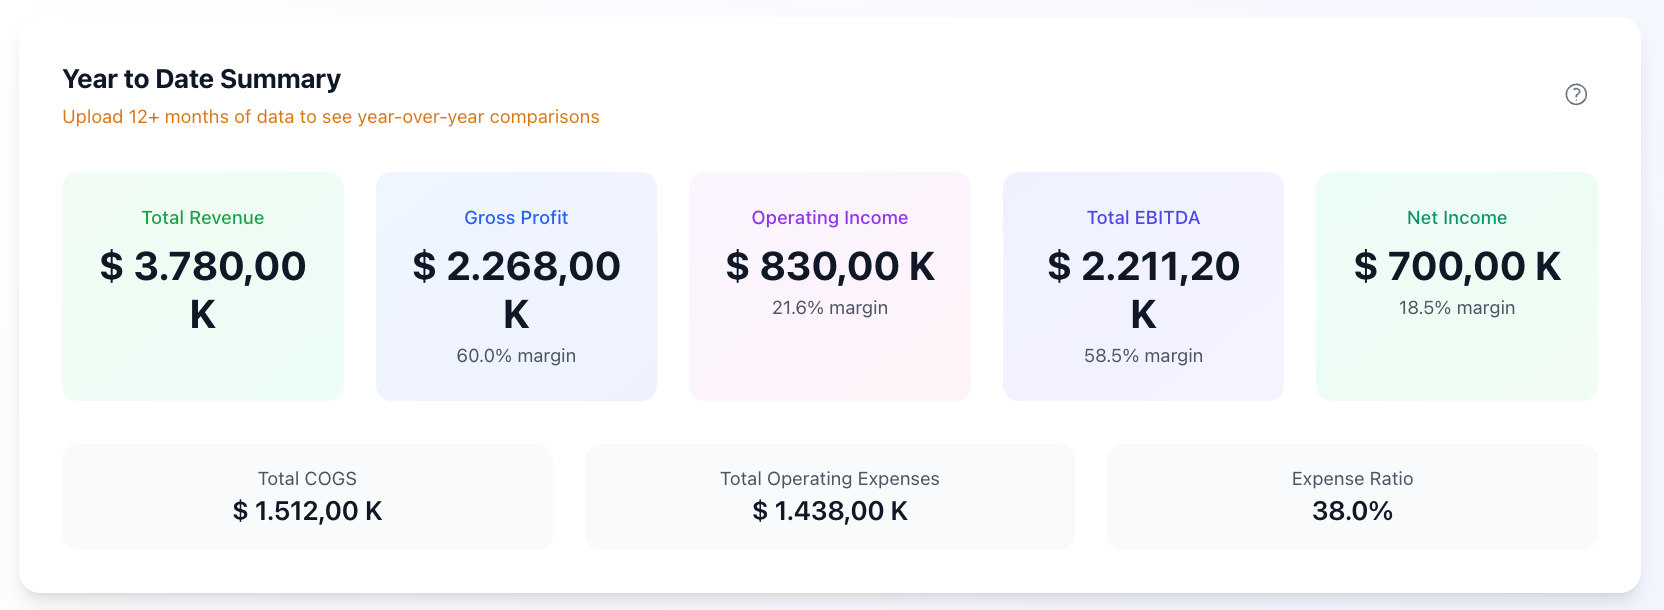 Year to Date Summary
Upload 12+ months of data to see year-over-year comparisons
?
Total Revenue
$ 3.780,00
K
Gross Profit
$ 2.268,00
K
60.0% margin
Operating Income
$ 830,00 K
21.6% margin
Total EBITDA
$ 2.211,20
K
58.5% margin
Net Income
$ 700,00 K
18.5% margin
Total COGS
$ 1.512,00 K
Total Operating Expenses
$ 1.438,00 K
Expense Ratio
38.0%